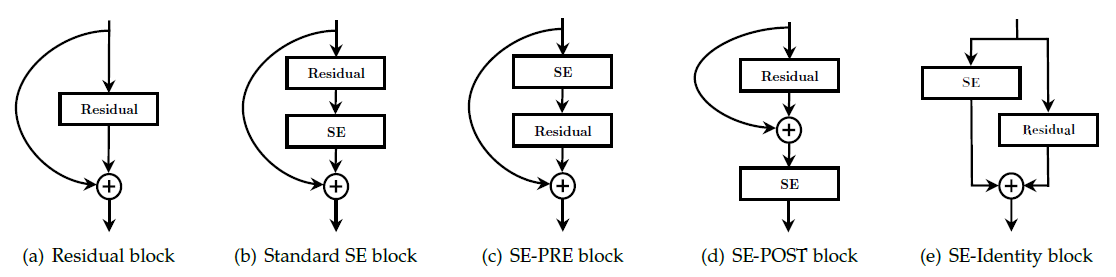 Residual
Residual
SE
SE
Residual
Residual
SE
SE
Residual
(a) Residual block
(b) Standard SE block
(c) SE-PRE block
(d) SE-POST block
(e) SE-Identity block